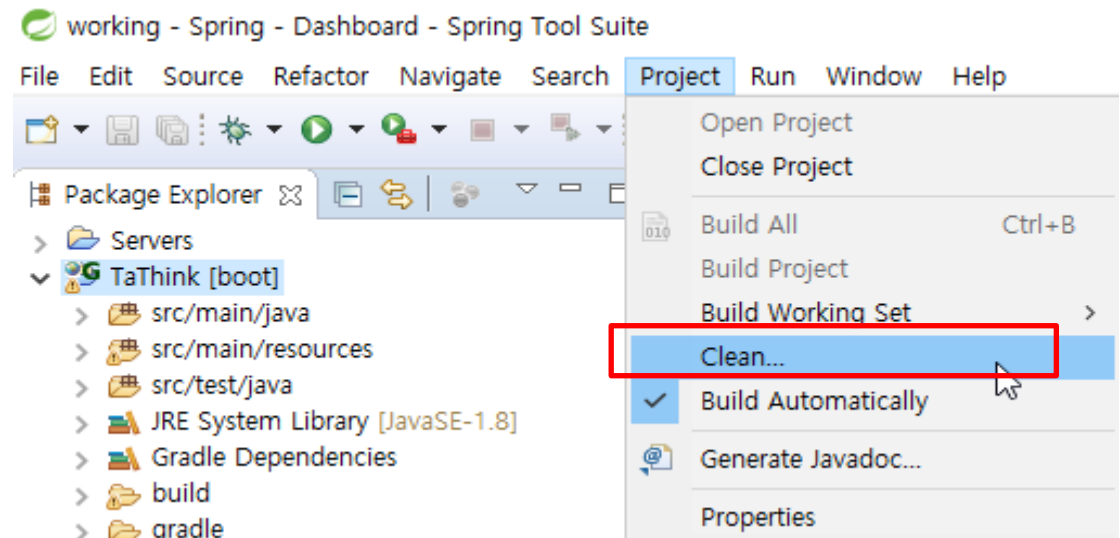 working - Spring - Dashboard - Spring Tool Suite
File Edit Source Refactor Navigate Search Project Run Window Help
Package Explorer
Servers
TaThink [boot]
src/main/java
src/main/resources
src/test/java
JRE System Library [JavaSE-1.8]
Gradle Dependencies
build
gradle
Open Project
Close Project
010
Build All Ctrl+B
Build Project
Build Working Set
Clean...
Build Automatically
@
Generate Javadoc...
Properties